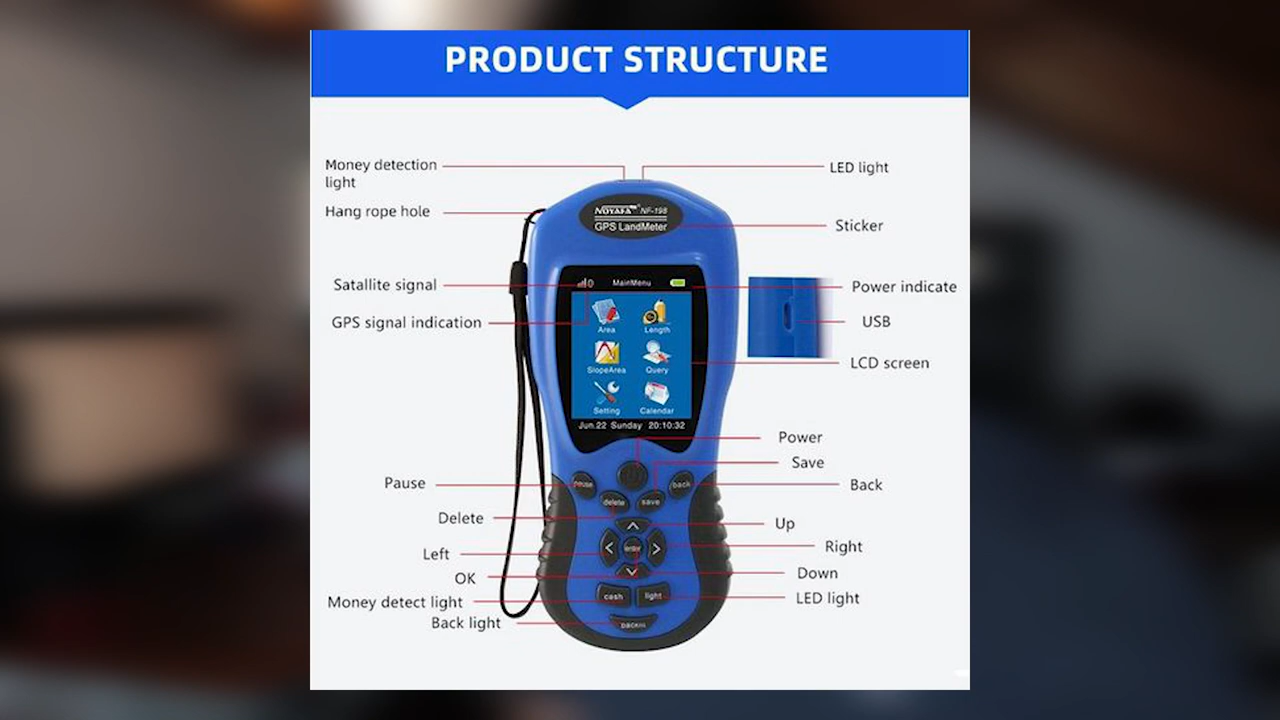 PRODUCT STRUCTURE
Money detection
light
LED light
Hang rope hole
NOYAFA NF-198
GPS LandMeter
Sticker
Satallite signal
MainMenu
Power indicate
GPS signal indication
USB
Area
Length
LCD screen
SlopeArea
Query
Setting
Calendar
Jun.22 Sunday 20:10:32
Power
Save
Pause
pause
back
Back
delete
save
Delete
Up
Left
enter
Right
OK
Down
Money detect light
cash
light
LED light
Back light